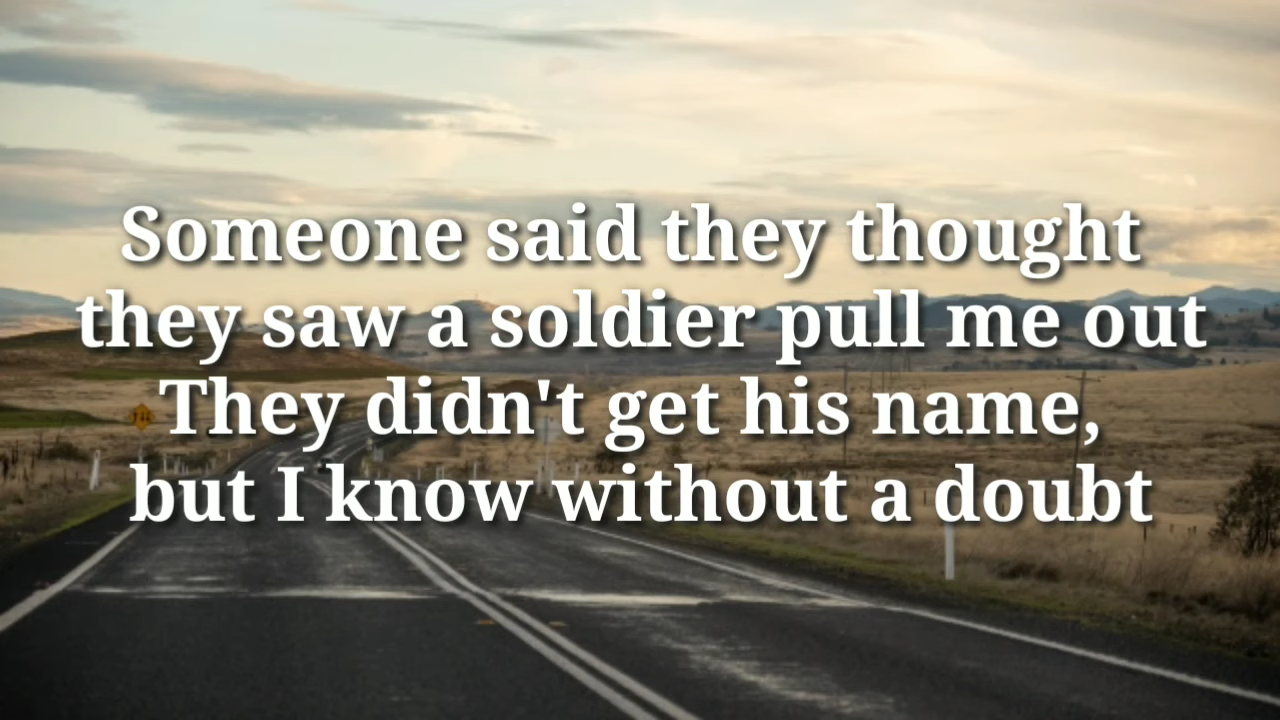 Someone said they thought
they saw a soldier pull me out
They didn't get his name,
but I know without a doubt